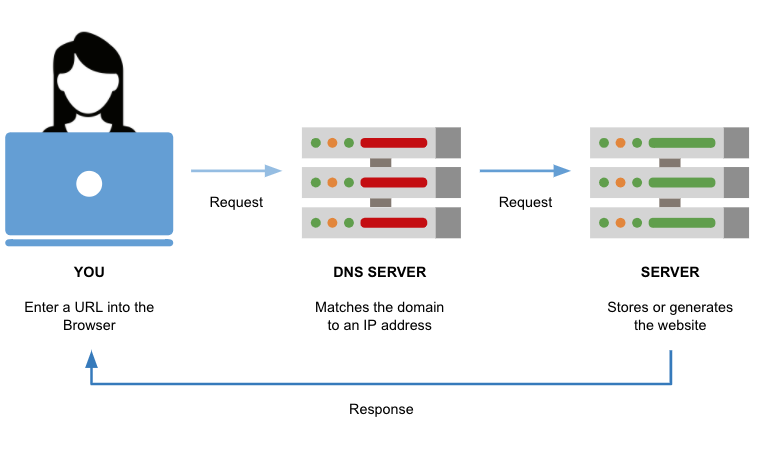 Request
Request
YOU
DNS SERVER
SERVER
Enter a URL into the
Browser
Matches the domain
to an IP address
Stores or generates
the website
Response